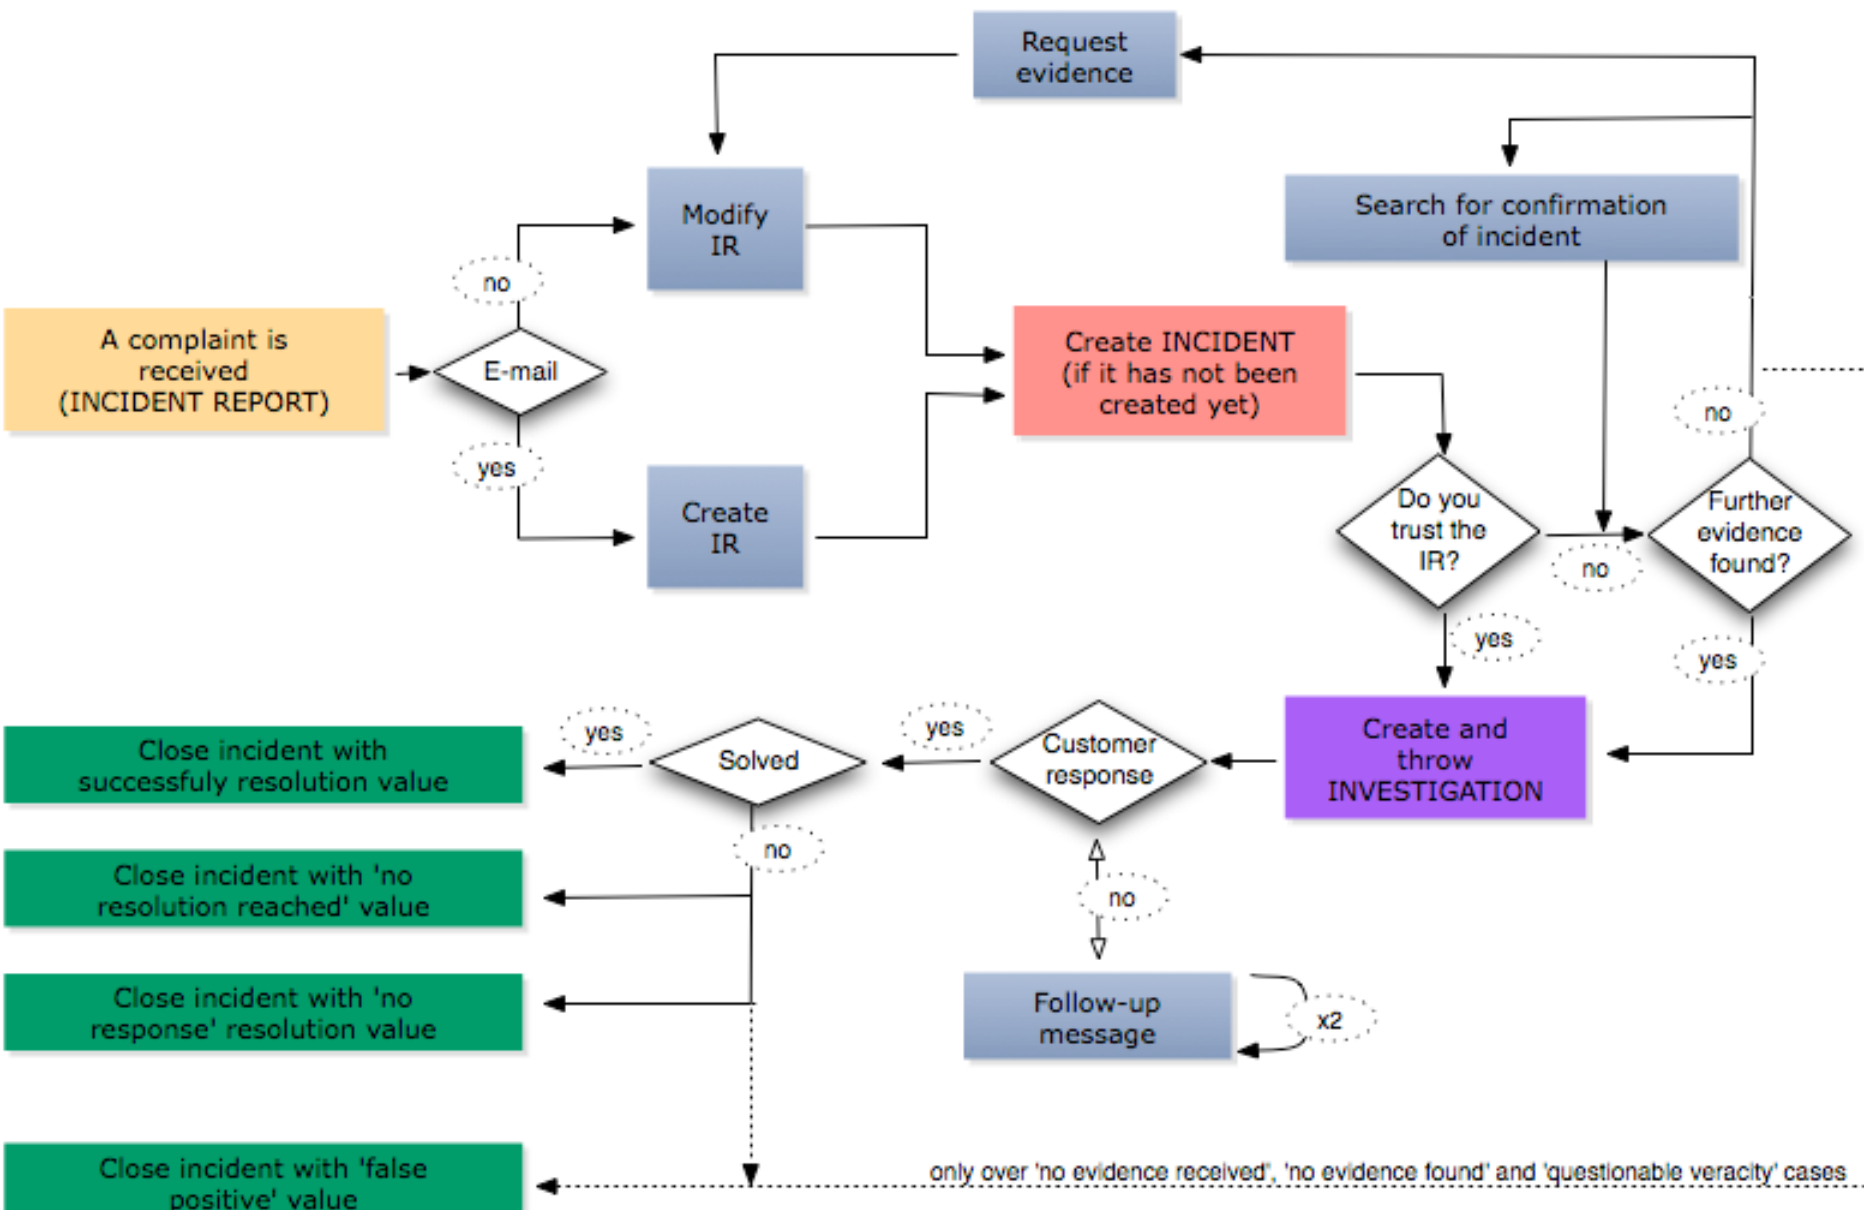 Request
evidence
Search for confirmation
of incident
Modify
IR
no
A complaint is
received
(INCIDENT REPORT)
E-mail
Create INCIDENT
(if it has not been
created yet)
no
yes
Create
IR
Do you
trust the
IR?
no
Further
evidence
found?
yes
yes
Close incident with
successfuly resolution value
yes
Solved
yes
Customer
response
Create and
throw
INVESTIGATION
no
Close incident with 'no
resolution reached' value
no
Close incident with 'no
response' resolution value
Follow-up
message
x2
Close incident with 'false
positive' value
only over 'no evidence received', 'no evidence found' and 'questionable veracity' cases